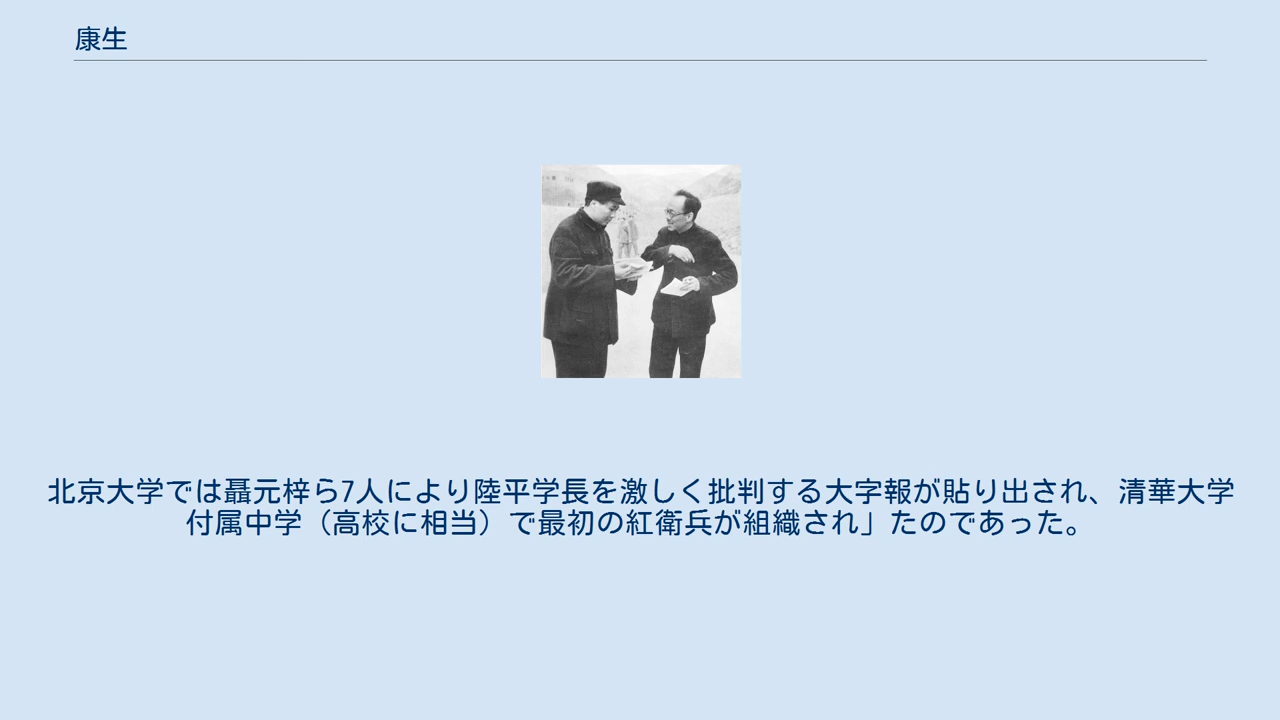 康生
北京大学では聶元梓ら7人により陸平学長を激しく批判する大字報が貼り出され、清華大学
付属中学（高校に相当）で最初の紅衛兵が組織され」たのであった。